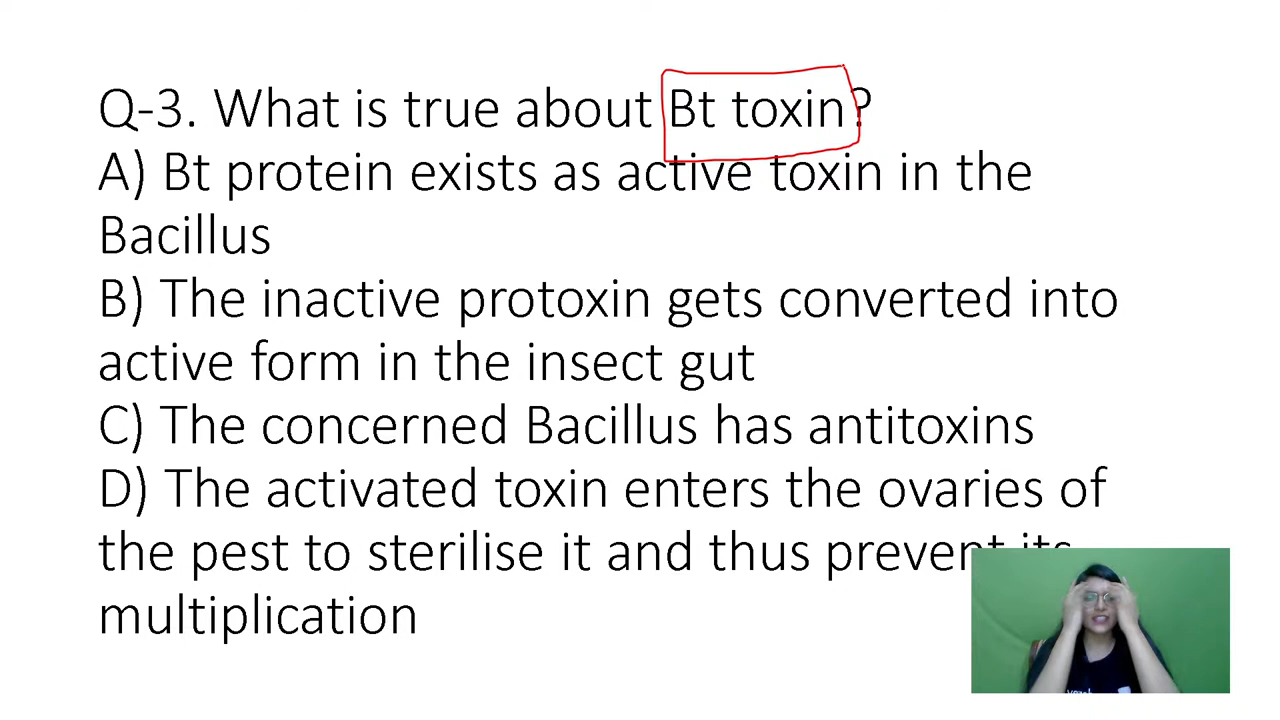 Q-3. What is true about Bt toxin?
A) Bt protein exists as active toxin in the
Bacillus
B) The inactive protoxin gets converted into
active form in the insect gut
C) The concerned Bacillus has antitoxins
D) The activated toxin enters the ovaries of
the pest to sterilise it and thus prevent its
multiplication